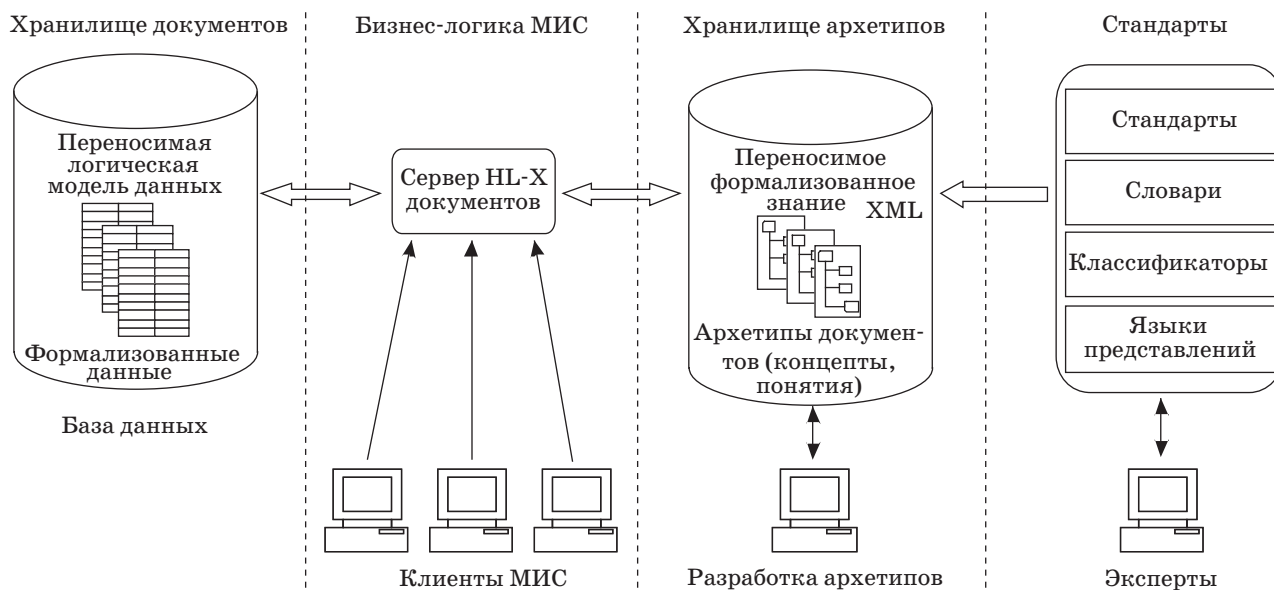 Хранилище документов
Бизнес-логика МИС
Хранилище архетипов
Стандарты
Переносимая
логическая
модель данных
Формализованные
данные
База данных
Сервер HL-X
документов
Клиенты МИС
Переносимое
формализованное
знание
XML
Архетипы докумен-
тов (концепты,
понятия)
Разработка архетипов
Стандарты
Словари
Классификаторы
Языки
представлений
Эксперты